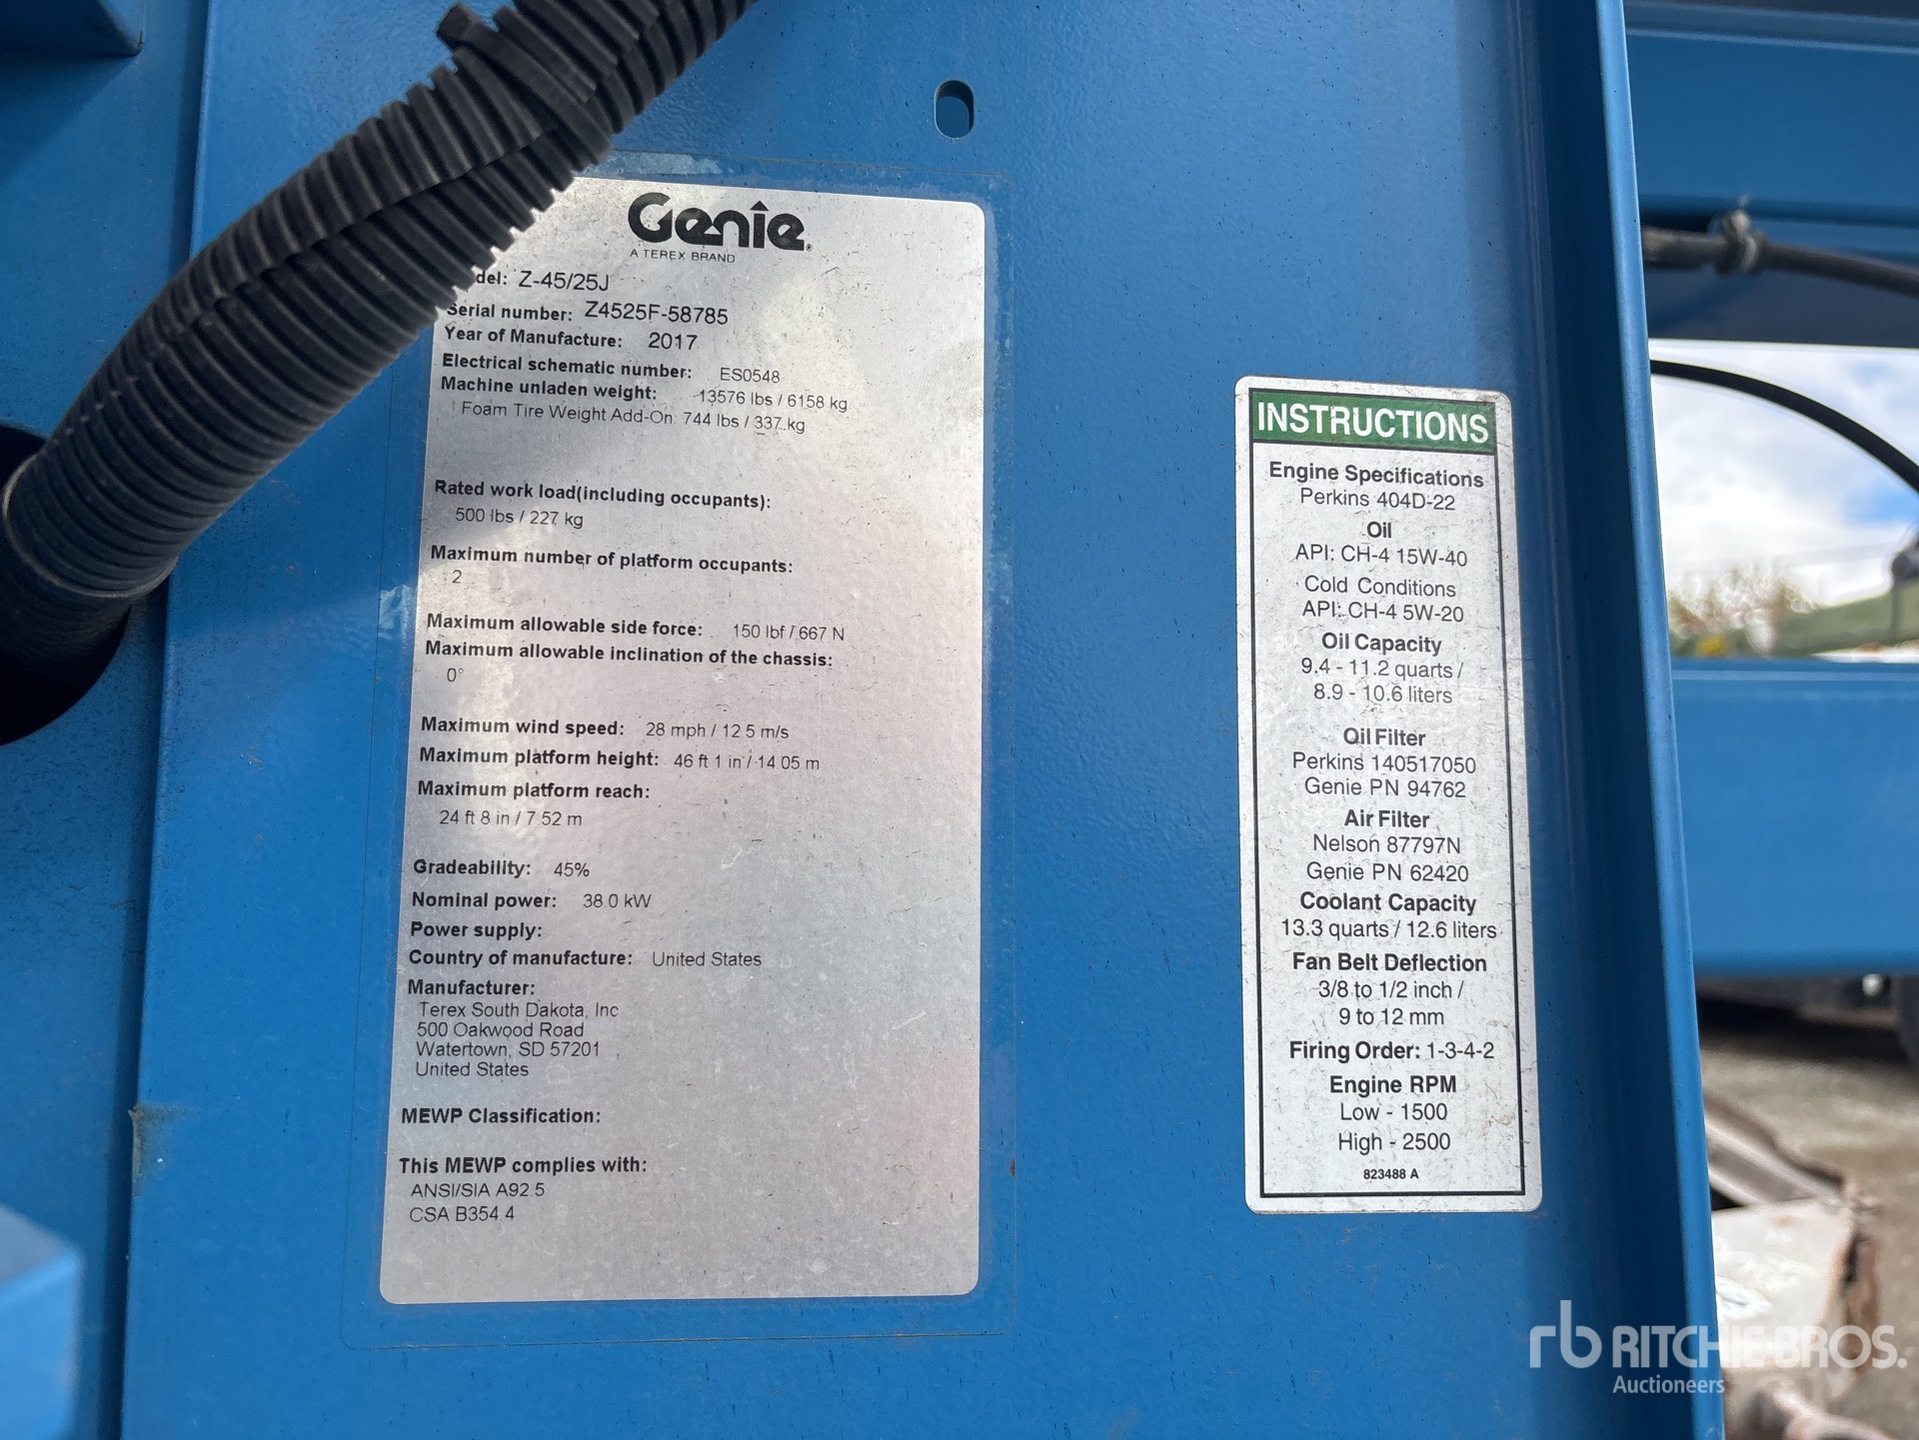 Genie
A TEREX BRAND
del: Z-45/25J
Serial number: Z4525F-58785
Year of Manufacture: 2017
Electrical schematic number: ES0548
Machine unladen weight: 13576 lbs / 6158 kg
Foam Tire Weight Add-On: 744 lbs / 337 kg
Rated work load(including occupants):
500 lbs / 227 kg
Maximum number of platform occupants:
2
Maximum allowable side force: 150 lbf / 667 N
Maximum allowable inclination of the chassis:
0°
Maximum wind speed: 28 mph / 12.5 m/s
Maximum platform height: 46 ft 1 in / 14.05 m
Maximum platform reach:
24 ft 8 in / 7.52 m
Gradeability: 45%
Nominal power: 38.0 kW
Power supply:
Country of manufacture: United States
Manufacturer:
Terex South Dakota, Inc
500 Oakwood Road
Watertown, SD 57201
United States
MEWP Classification:
This MEWP complies with:
ANSI/SIA A92.5
CSA B354.4
INSTRUCTIONS
Engine Specifications
Perkins 404D-22
Oil
API: CH-4 15W-40
Cold Conditions
API: CH-4 5W-20
Oil Capacity
9.4 - 11.2 quarts /
8.9 - 10.6 liters
Oil Filter
Perkins 140517050
Genie PN 94762
Air Filter
Nelson 87797N
Genie PN 62420
Coolant Capacity
13.3 quarts / 12.6 liters
Fan Belt Deflection
3/8 to 1/2 inch /
9 to 12 mm
Firing Order: 1-3-4-2
Engine RPM
Low - 1500
High - 2500
823488 A
rb RITCHIE BROS.
Auctioneers